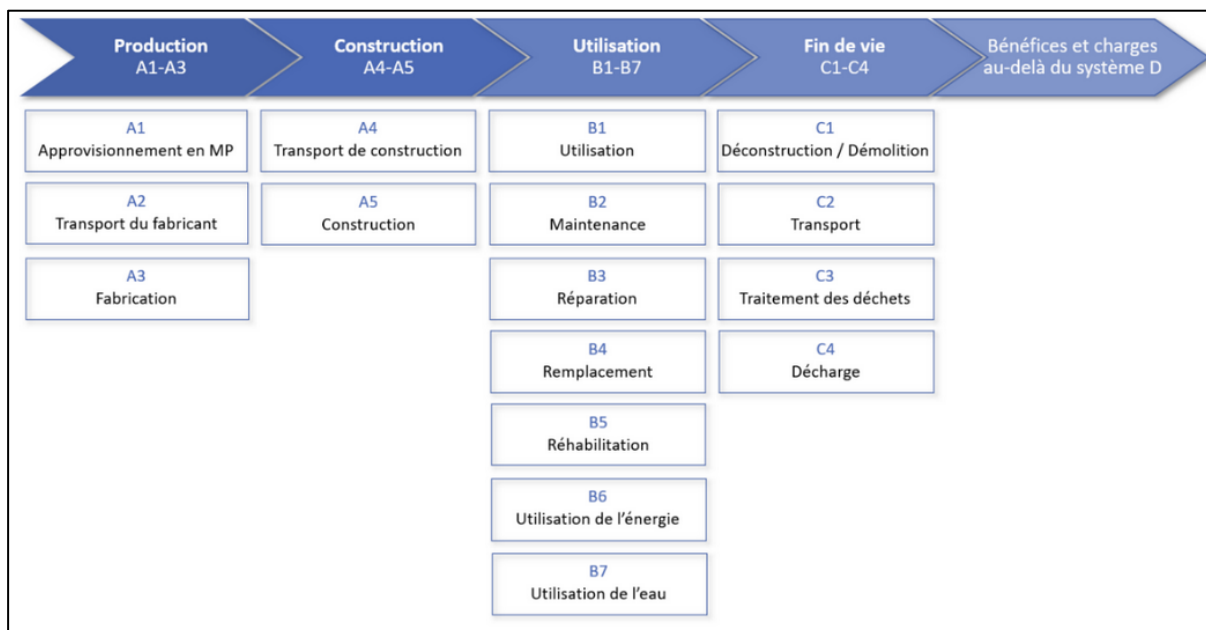 Production
A1-A3
Construction
A4-A5
Utilisation
B1-B7
Fin de vie
C1-C4
Bénéfices et charges
au-delà du système D
A1
Approvisionnement en MP
A2
Transport du fabricant
A3
Fabrication
A4
Transport de construction
A5
Construction
B1
Utilisation
B2
Maintenance
B3
Réparation
B4
Remplacement
B5
Réhabilitation
B6
Utilisation de l'énergie
B7
Utilisation de l'eau
C1
Déconstruction / Démolition
C2
Transport
C3
Traitement des déchets
C4
Décharge